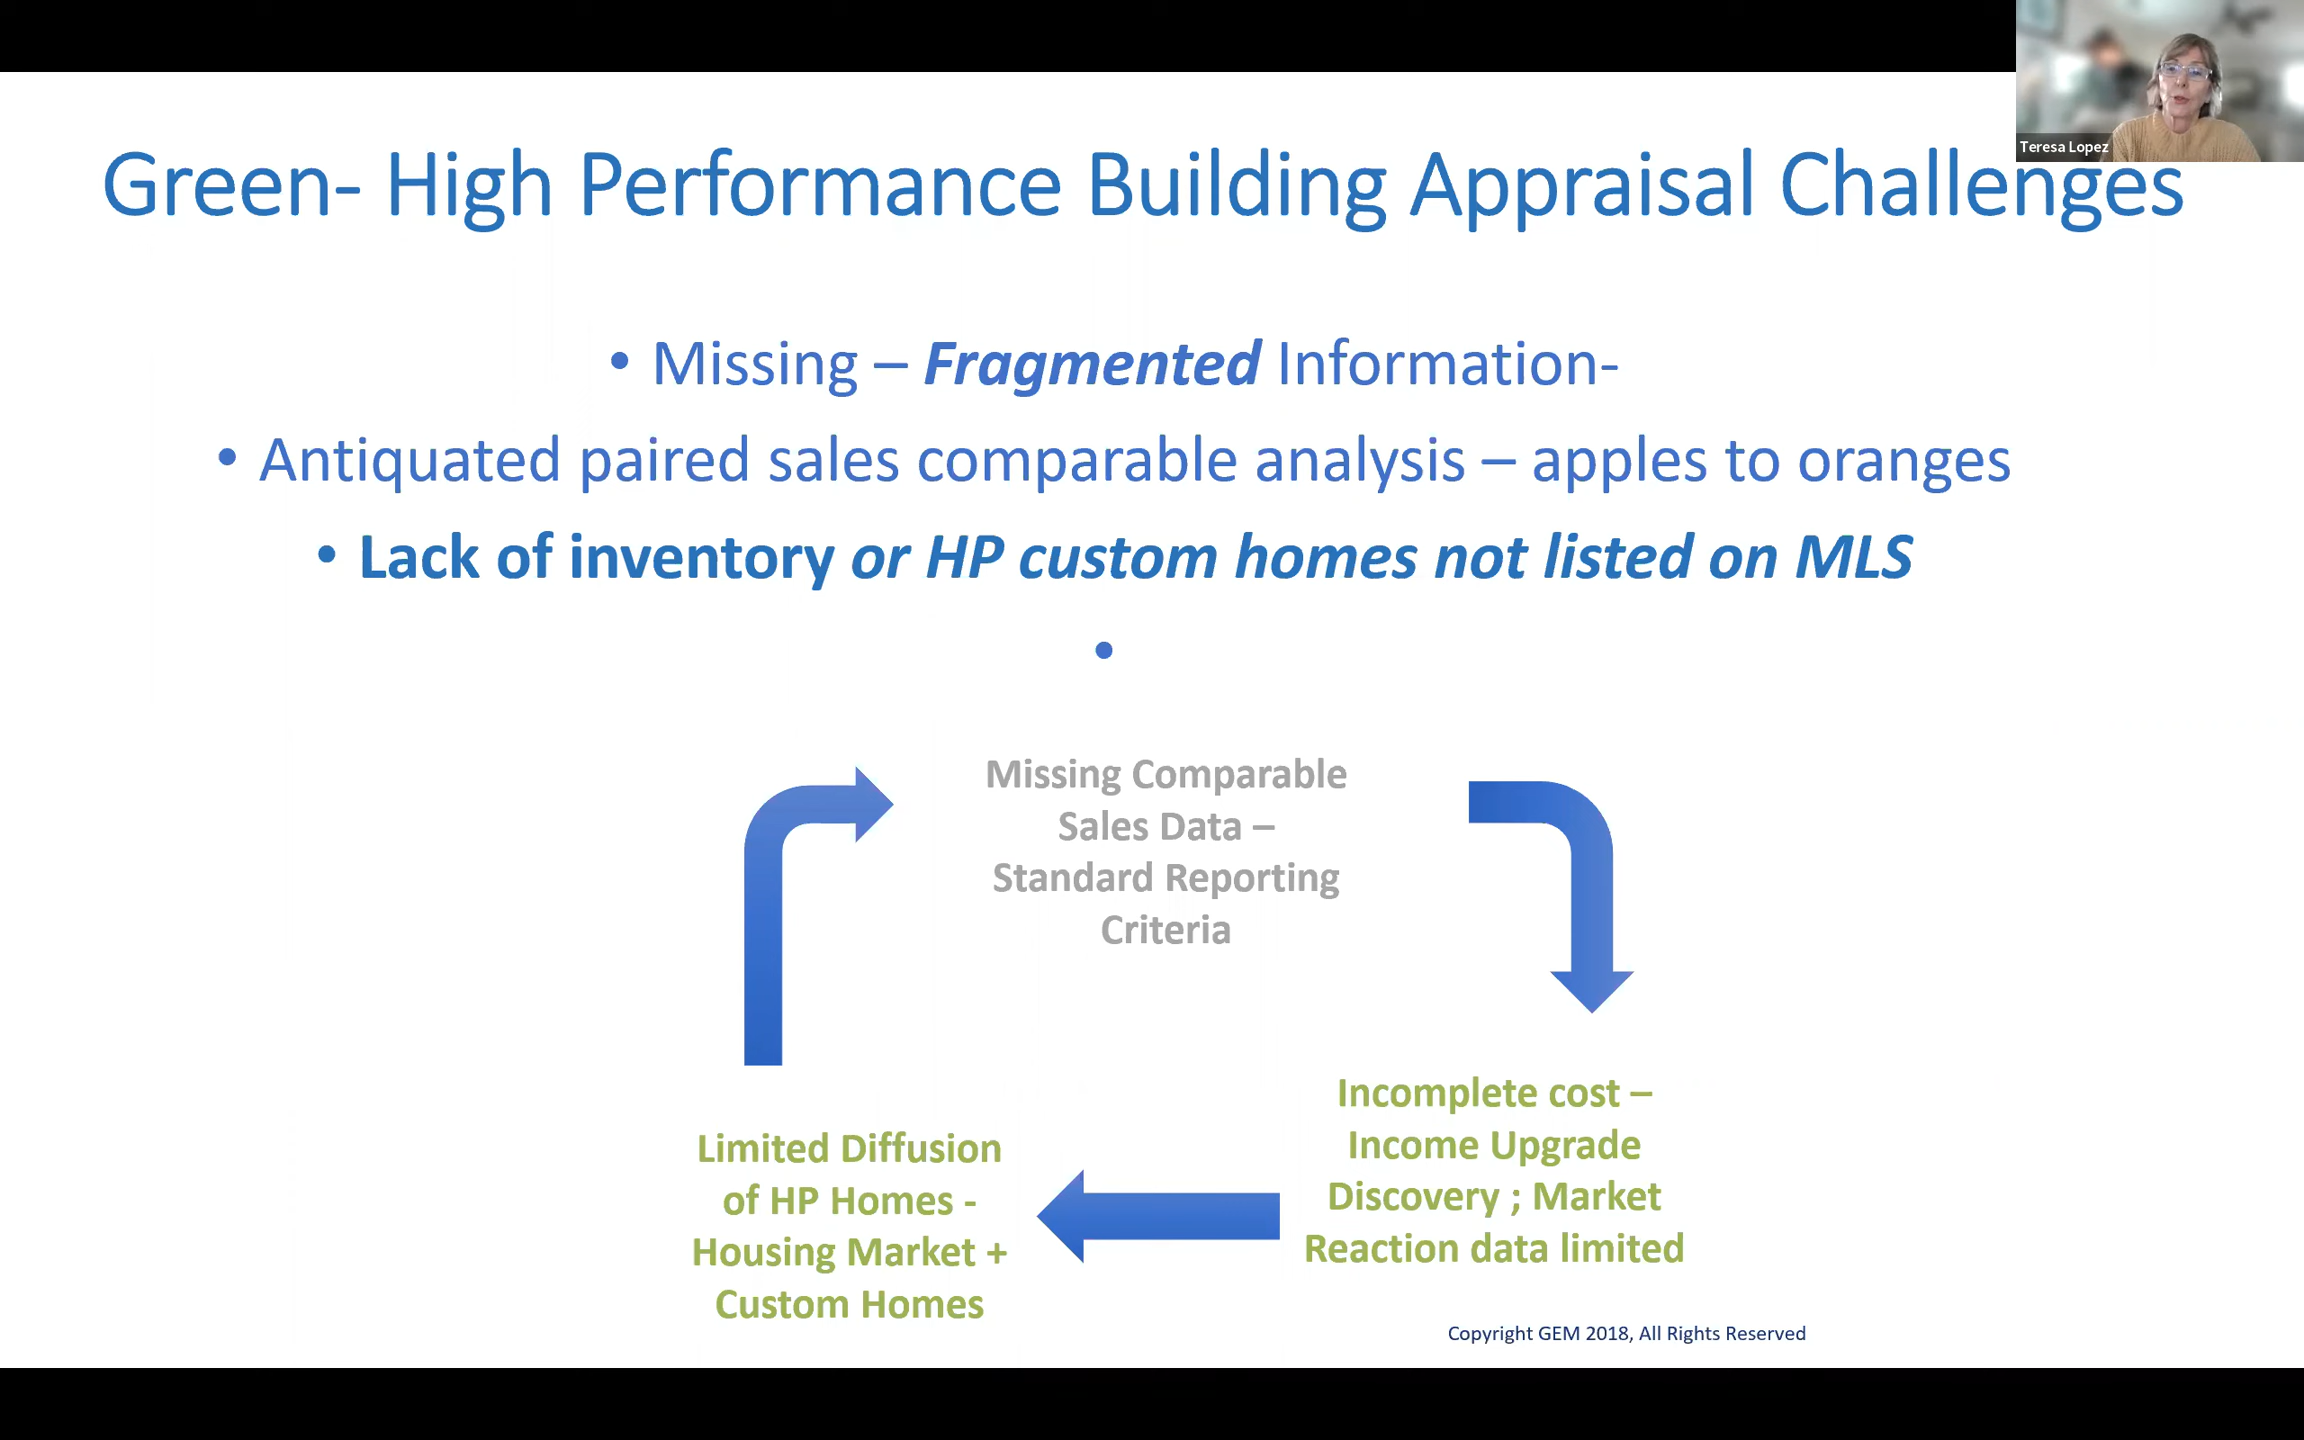 Teresa Lopez
Green- High Performance Building Appraisal Challenges
• Missing – Fragmented Information-
• Antiquated paired sales comparable analysis – apples to oranges
• Lack of inventory or HP custom homes not listed on MLS
•
Missing Comparable
Sales Data –
Standard Reporting
Criteria
Incomplete cost –
Income Upgrade
Discovery ; Market
Reaction data limited
Limited Diffusion
of HP Homes -
Housing Market +
Custom Homes
Copyright GEM 2018, All Rights Reserved